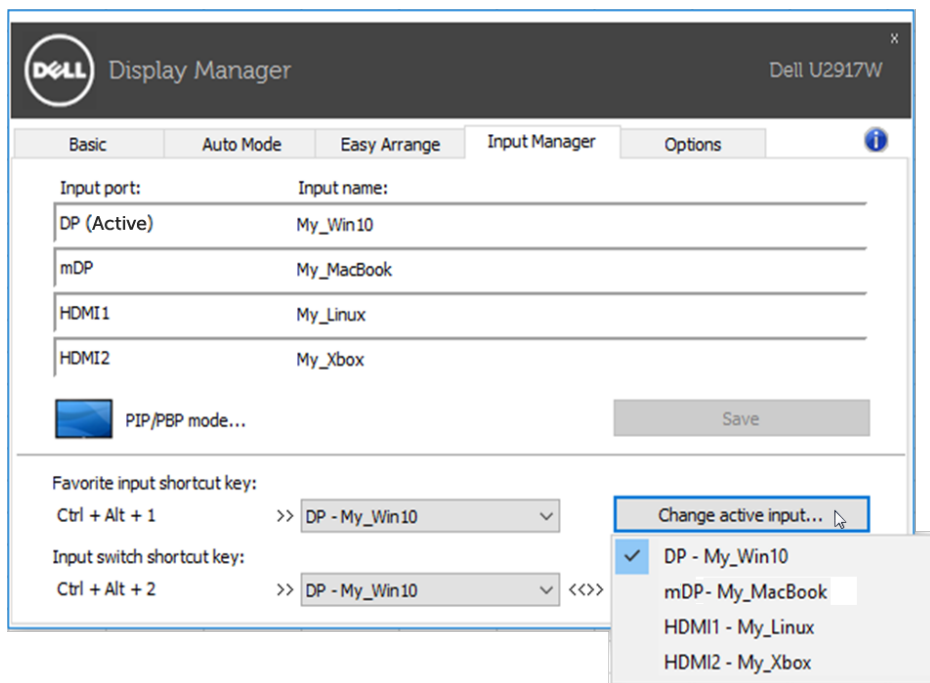 x
DELL Display Manager
Dell U2917W
Basic Auto Mode Easy Arrange Input Manager Options i
Input port: Input name:
DP (Active) My_Win10
mDP My_MacBook
HDMI1 My_Linux
HDMI2 My_Xbox
PIP/PBP mode... Save
Favorite input shortcut key:
Ctrl + Alt + 1 >> DP - My_Win10 Change active input...
Input switch shortcut key:
Ctrl + Alt + 2 >> DP - My_Win10 <<>>
DP - My_Win10
mDP- My_MacBook
HDMI1 - My_Linux
HDMI2 - My_Xbox